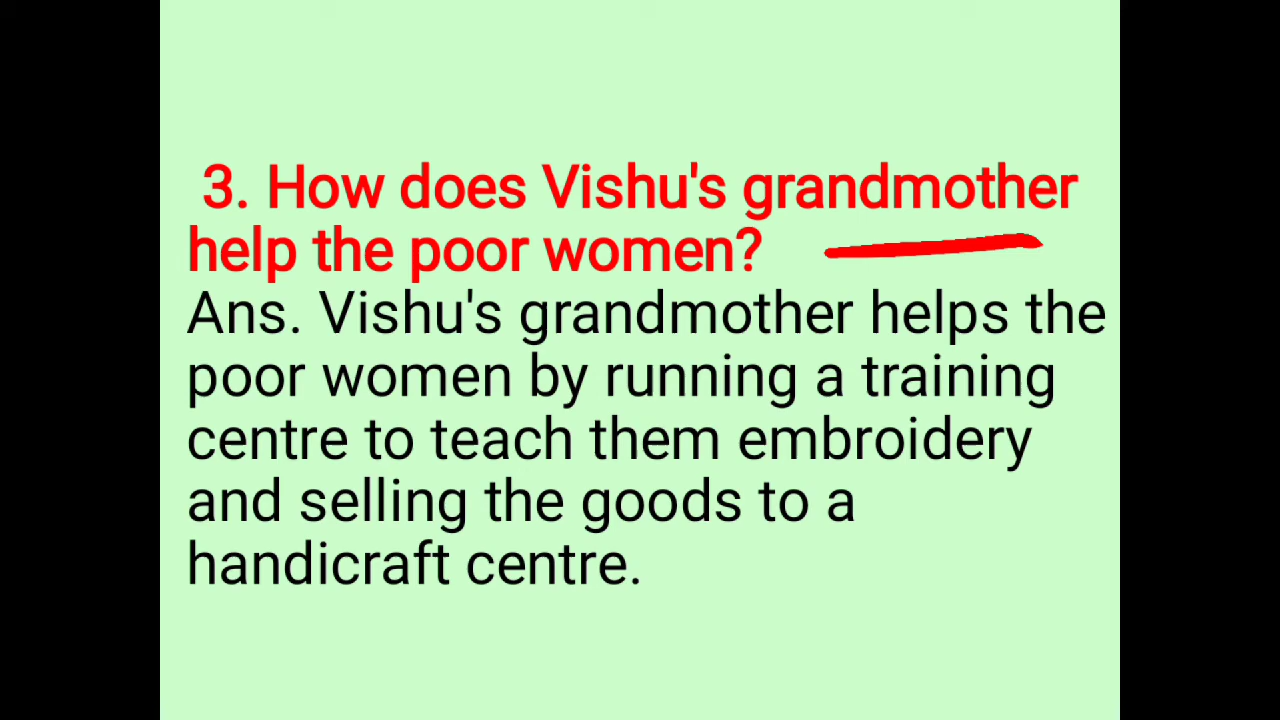 3. How does Vishu's grandmother
help the poor women?
Ans. Vishu's grandmother helps the
poor women by running a training
centre to teach them embroidery
and selling the goods to a
handicraft centre.